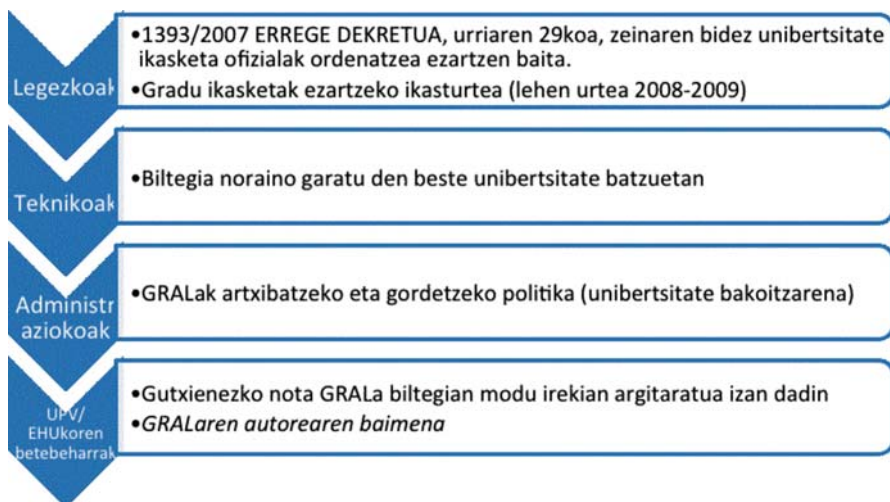 Legezkoak
•1393/2007 ERREGE DEKRETUA, urriaren 29koa, zeinaren bidez unibertsitate
ikasketa ofizialak ordenatzea ezartzen baita.
•Gradu ikasketak ezartzeko ikasturtea (lehen urtea 2008-2009)
Teknikoak
•Biltegia noraino garatu den beste unibertsitate batzuetan
Administr
aziokoak
•GRALak artxibatzeko eta gordetzeko politika (unibertsitate bakoitzarena)
UPV/
EHUkoren
betebeharrak
•Gutxienezko nota GRALa biltegian modu irekian argitaratua izan dadin
•GRALaren autorearen baimena